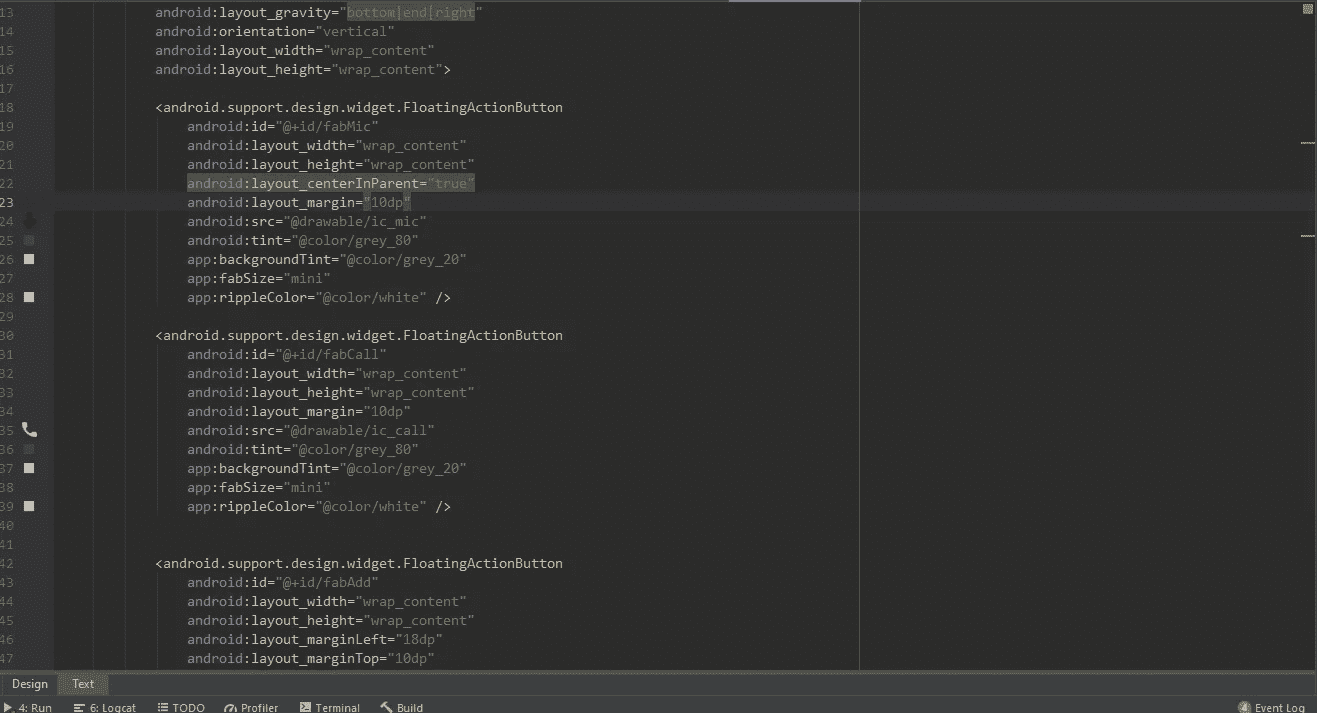 13 android:layout_gravity="bottom|end|right"
14 android:orientation="vertical"
15 android:layout_width="wrap_content"
16 android:layout_height="wrap_content">
17
18 <android.support.design.widget.FloatingActionButton
19 android:id="@+id/fabMic"
20 android:layout_width="wrap_content"
21 android:layout_height="wrap_content"
22 android:layout_centerInParent="true"
23 android:layout_margin="10dp"
24 android:src="@drawable/ic_mic"
25 android:tint="@color/grey_80"
26 app:backgroundTint="@color/grey_20"
27 app:fabSize="mini"
28 app:rippleColor="@color/white" />
29
30 <android.support.design.widget.FloatingActionButton
31 android:id="@+id/fabCall"
32 android:layout_width="wrap_content"
33 android:layout_height="wrap_content"
34 android:layout_margin="10dp"
35 android:src="@drawable/ic_call"
36 android:tint="@color/grey_80"
37 app:backgroundTint="@color/grey_20"
38 app:fabSize="mini"
39 app:rippleColor="@color/white" />
40
41
42 <android.support.design.widget.FloatingActionButton
43 android:id="@+id/fabAdd"
44 android:layout_width="wrap_content"
45 android:layout_height="wrap_content"
46 android:layout_marginLeft="18dp"
47 android:layout_marginTop="10dp"
Design Text
4: Run 6: Logcat TODO Profiler Terminal Build Event Log